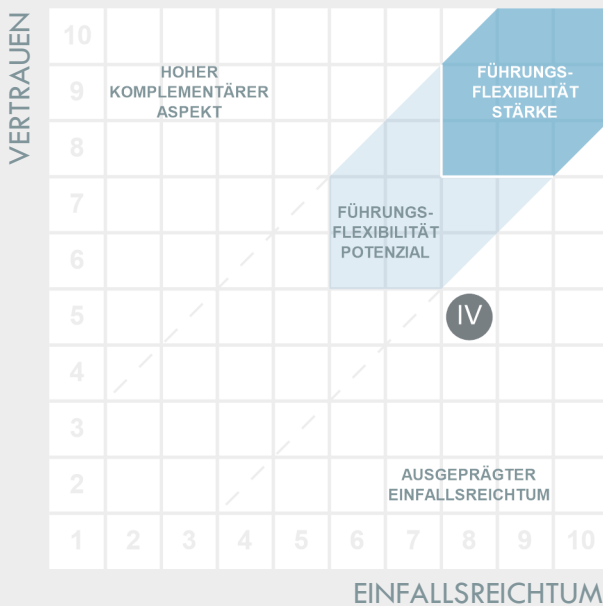 VERTRAUEN
10
9
8
7
6
5
4
3
2
1 2 3 4 5 6 7 8 9 10
HOHER
KOMPLEMENTÄRER
ASPEKT
FÜHRUNGS-
FLEXIBILITÄT
STÄRKE
FÜHRUNGS-
FLEXIBILITÄT
POTENZIAL
IV
AUSGEPRÄGTER
EINFALLSREICHTUM
EINFALLSREICHTUM